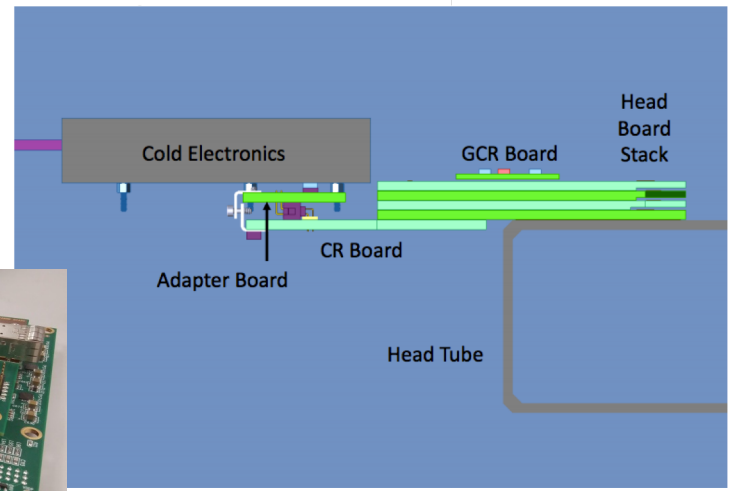 Head
Board
Stack
Cold Electronics
GCR Board
CR Board
Adapter Board
Head Tube